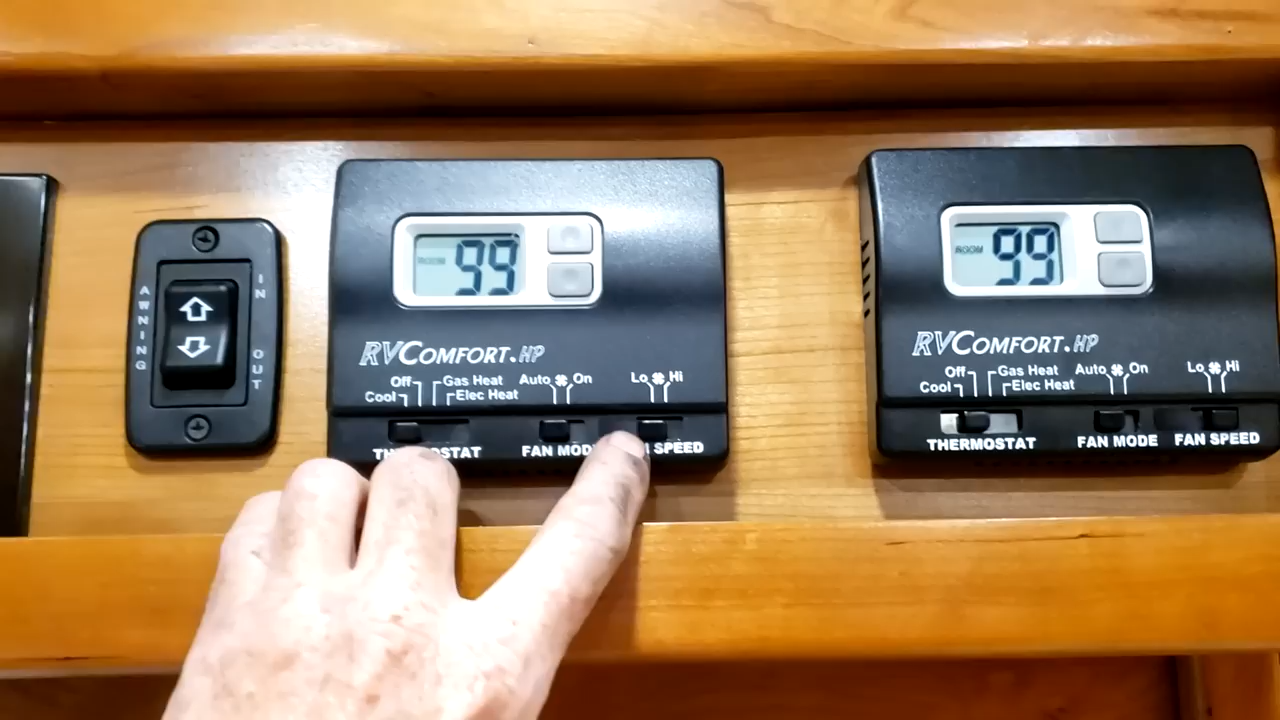 AWNING
IN
OUT
ROOM 99
RVCOMFORT.HP
Off Gas Heat Auto On Lo Hi
Cool Elec Heat
THERMOSTAT FAN MODE SPEED
ROOM 99
RVCOMFORT.HP
Off Gas Heat Auto On Lo Hi
Cool Elec Heat
THERMOSTAT FAN MODE FAN SPEED